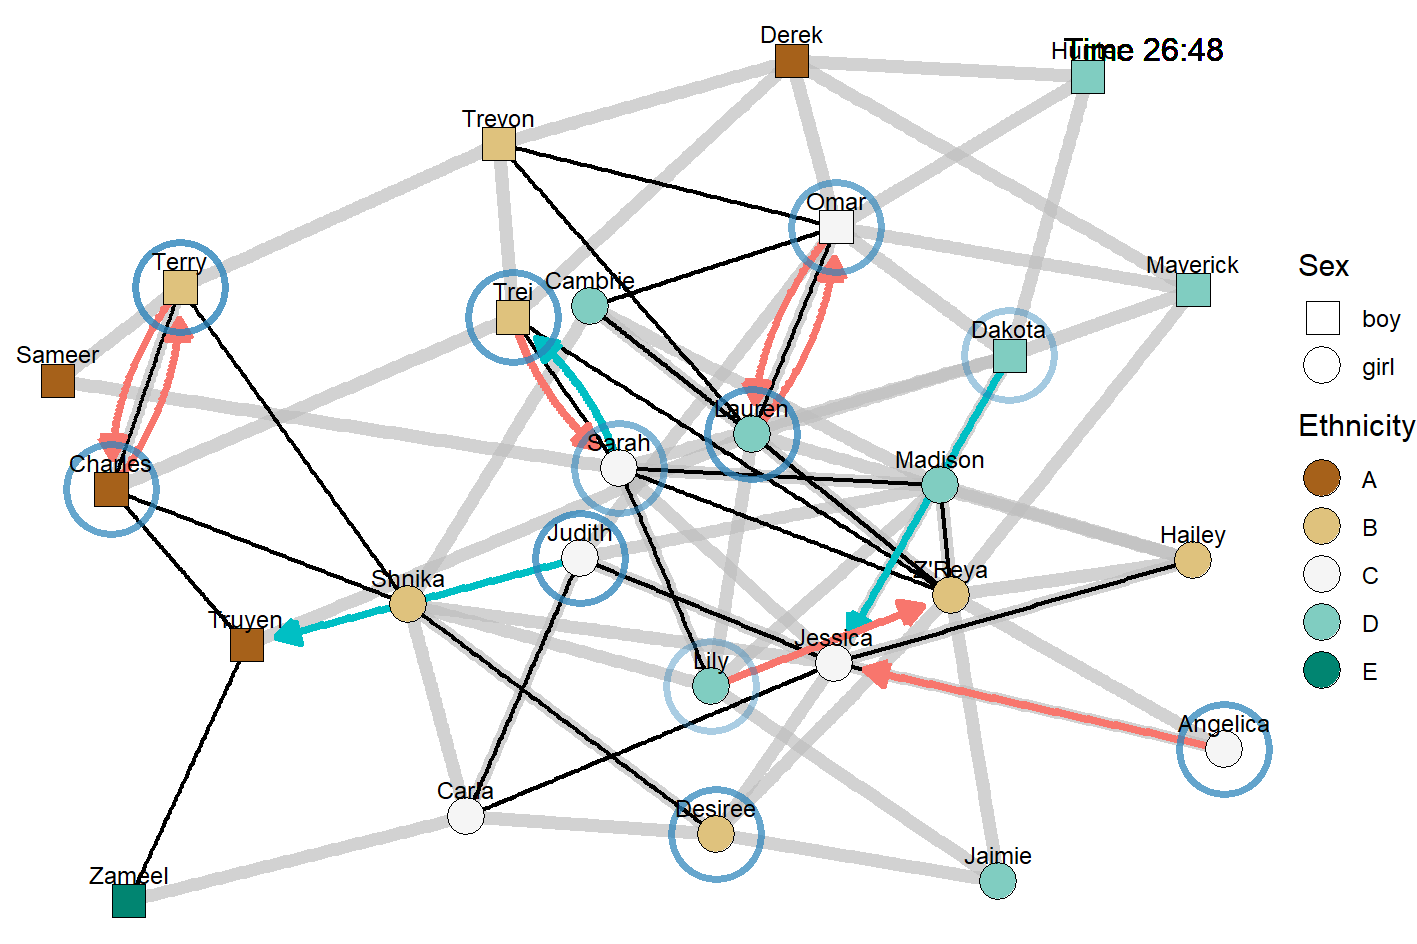 Derek
Hunter
Time 26:48
Trevon
Omar
Terry
Trei
Cambrie
Maverick
Dakota
Sameer
Lauren
Sarah
Charles
Madison
Judith
Hailey
Shnika
Z'Reya
Truyen
Jessica
Lily
Angelica
Carla
Desiree
Jaimie
Zameel
Sex
boy
girl
Ethnicity
A
B
C
D
E